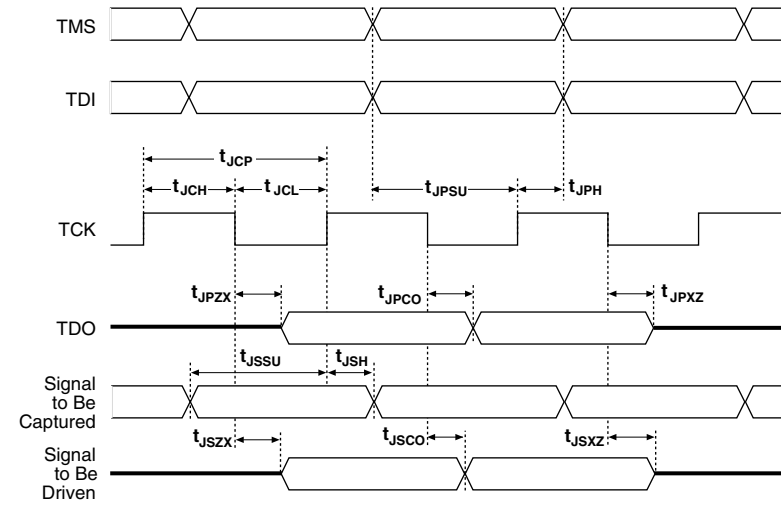 TMS
TDI
tJCP
tJCH
tJCL
tJPSU
tJPH
TCK
tJPZX
tJPCO
tJPXZ
TDO
tJSSU
tJSH
Signal
to Be
Captured
tJSZX
tJSCO
tJSXZ
Signal
to Be
Driven